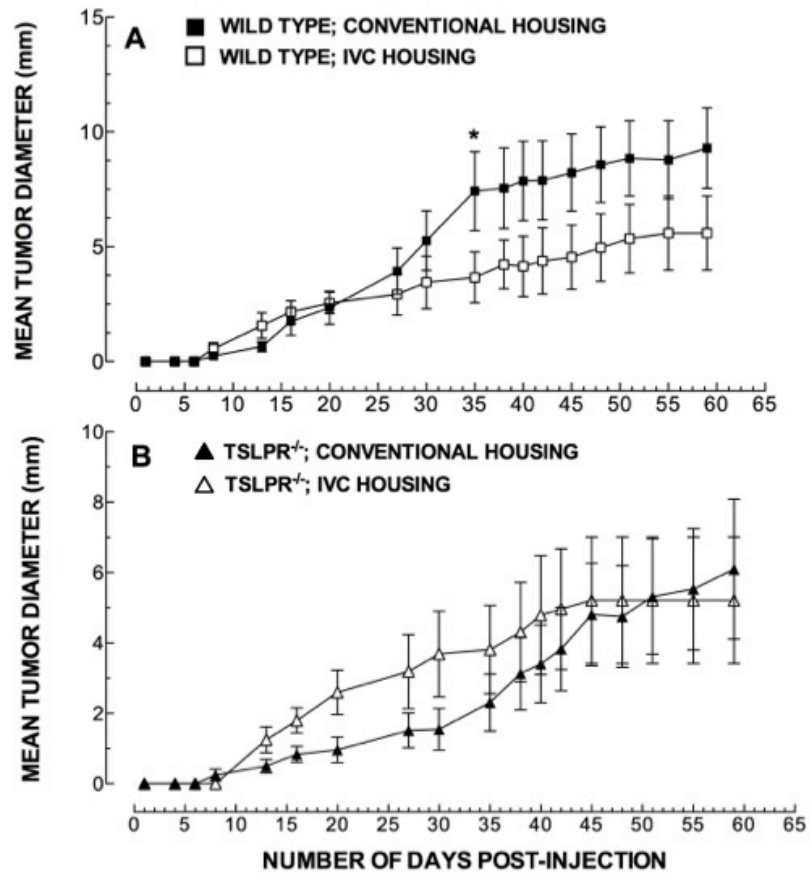 15
A
■ WILD TYPE; CONVENTIONAL HOUSING
□ WILD TYPE; IVC HOUSING
MEAN TUMOR DIAMETER (mm)
10
*
5
0
0 5 10 15 20 25 30 35 40 45 50 55 60 65
10
B
▲ TSLPR-/-; CONVENTIONAL HOUSING
△ TSLPR-/-; IVC HOUSING
MEAN TUMOR DIAMETER (mm)
8
6
4
2
0
0 5 10 15 20 25 30 35 40 45 50 55 60 65
NUMBER OF DAYS POST-INJECTION